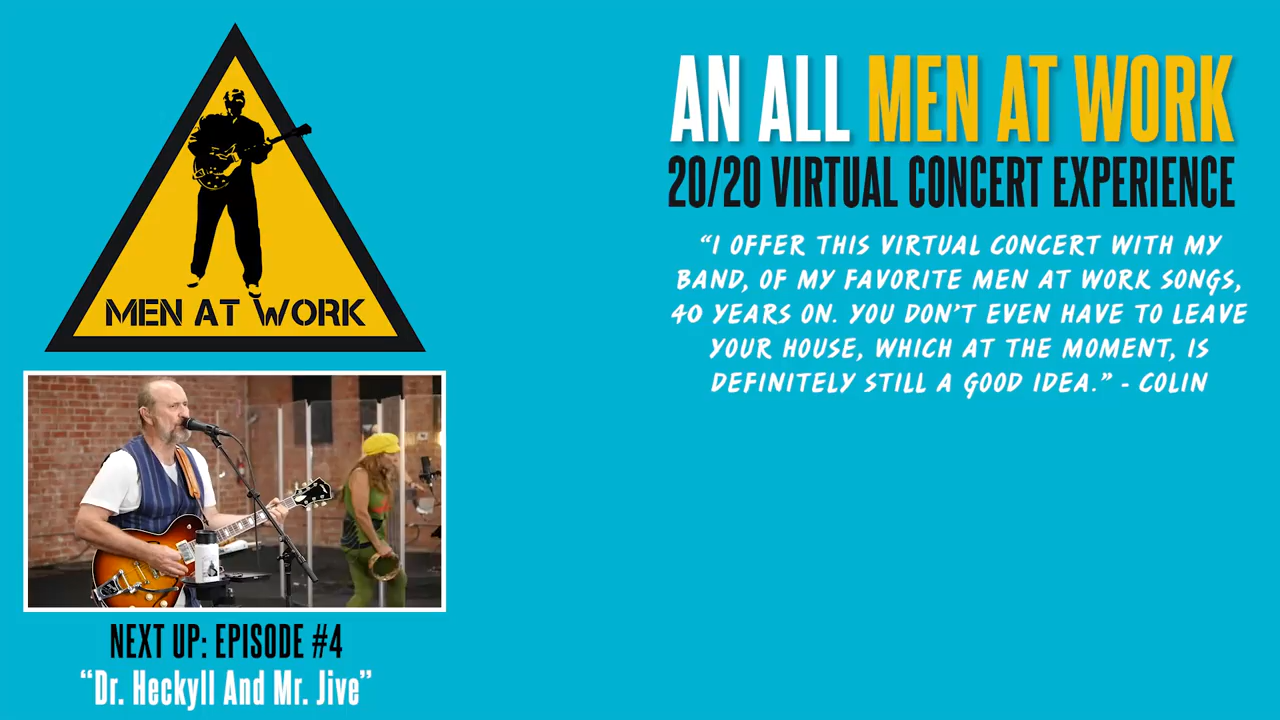 MEN AT WORK
NEXT UP: EPISODE #4
“Dr. Heckyll And Mr. Jive”
AN ALL MEN AT WORK
20/20 VIRTUAL CONCERT EXPERIENCE
“I OFFER THIS VIRTUAL CONCERT WITH MY
BAND, OF MY FAVORITE MEN AT WORK SONGS,
40 YEARS ON. YOU DON’T EVEN HAVE TO LEAVE
YOUR HOUSE, WHICH AT THE MOMENT, IS
DEFINITELY STILL A GOOD IDEA.” - COLIN